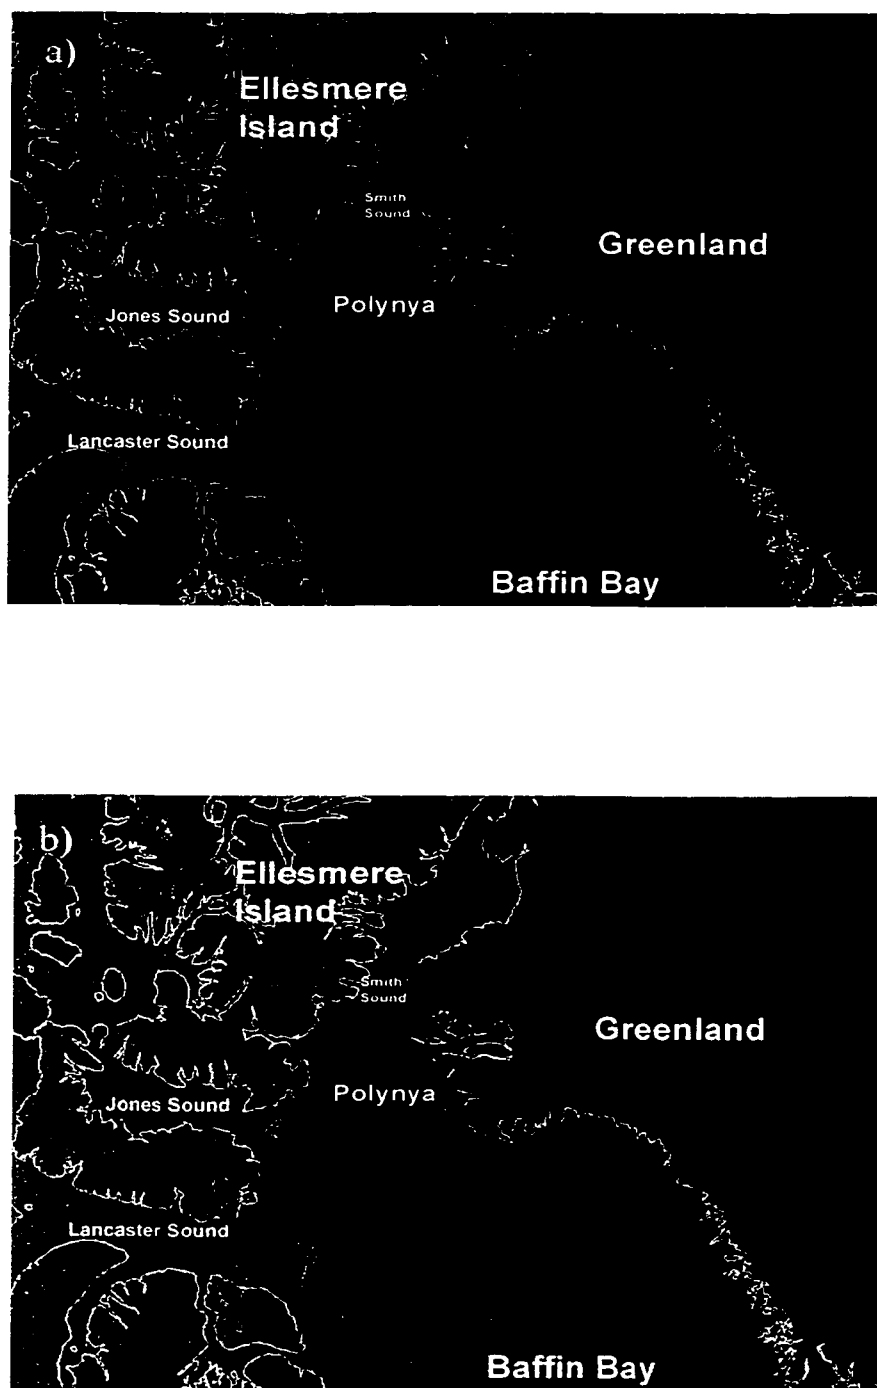 a)
Ellesmere
Island
Smith
Sound
Greenland
Polynya
Jones Sound
Lancaster Sound
Baffin Bay
b)
Ellesmere
Island
Smith
Sound
Greenland
Polynya
Jones Sound
Lancaster Sound
Baffin Bay